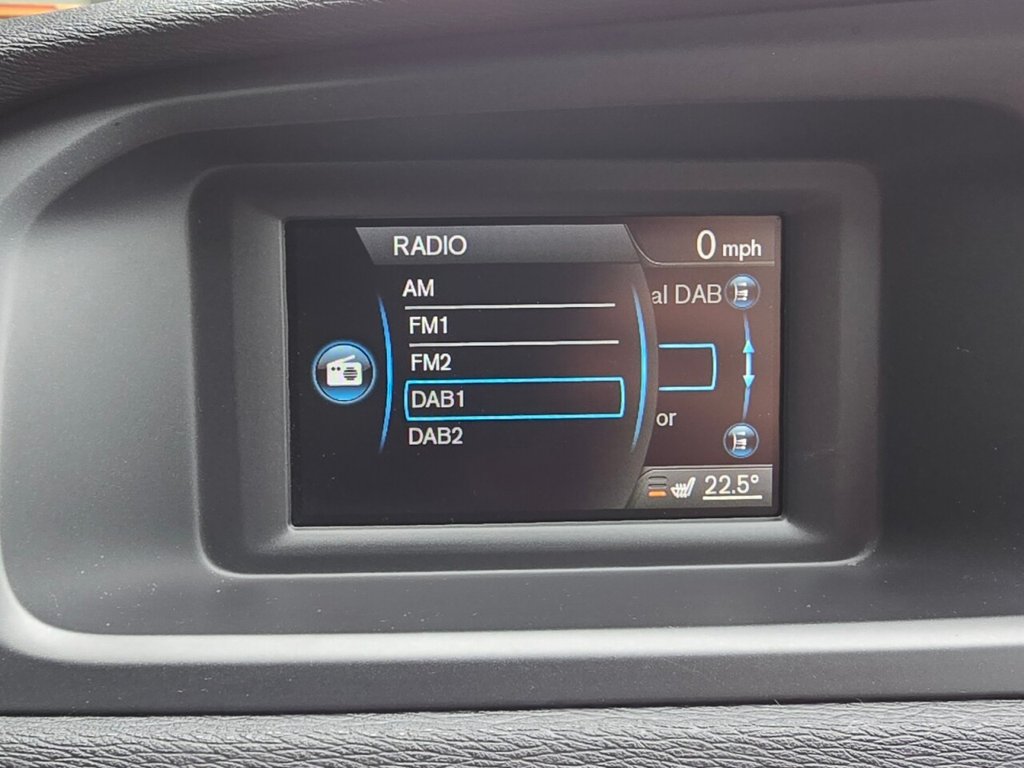 RADIO
0 mph
AM
al DAB
FM1
FM2
DAB1
or
DAB2
22.5°